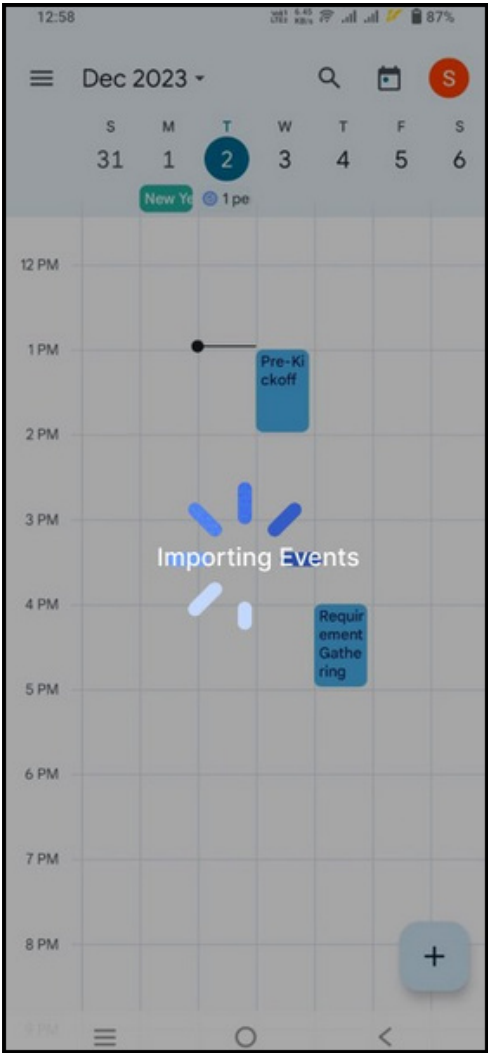 12:58
87%
Dec 2023
S
S M T W T F S
31 1 2 3 4 5 6
New Ye 1 pe
12 PM
1 PM
Pre-Ki
ckoff
2 PM
3 PM
Importing Events
4 PM
Requir
ement
Gathe
ring
5 PM
6 PM
7 PM
8 PM